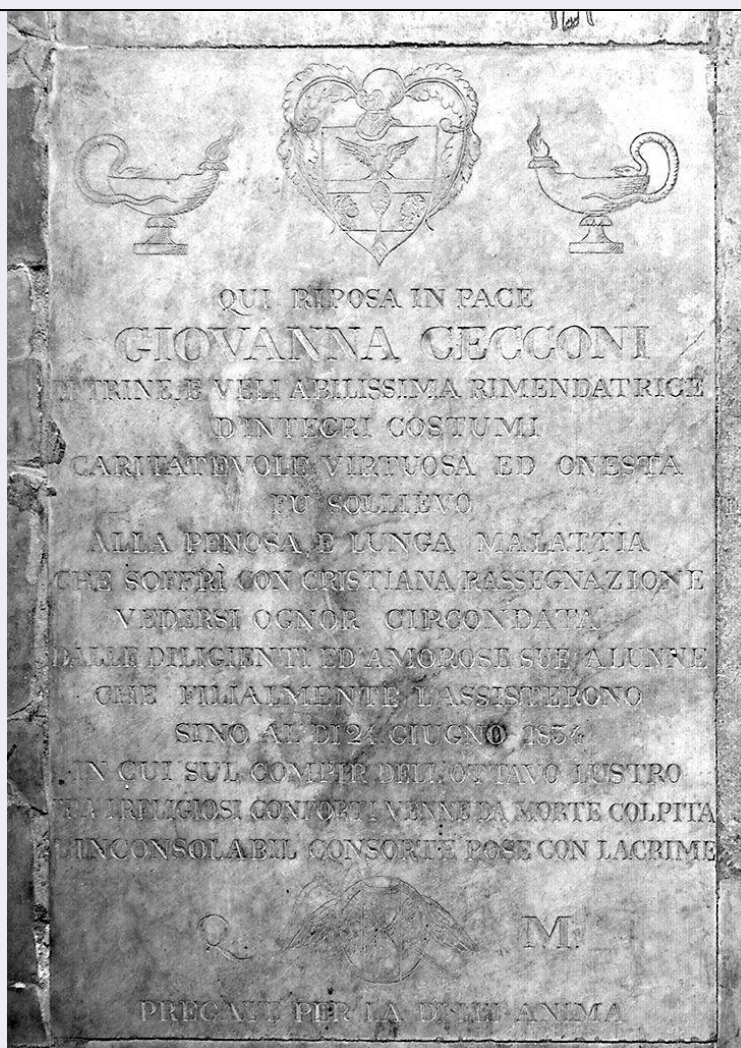 QUI RIPOSA IN PACE
GIOVANNA CECCONI
DI TRINE, E VELI ABILISSIMA RIMENDATRICE
D'INTEGRI COSTUMI
CARITATEVOLE VIRTUOSA ED ONESTA
FU SOLLIEVO
ALLA PENOSA, E LUNGA MALATTIA
CHE SOFFRÌ CON CRISTIANA RASSEGNAZIONE
VEDERSI OGNOR CIRCONDATA
DALLE DILIGIENTI ED AMOROSE SUE ALUNNE
CHE FILIALMENTE L'ASSISTERONO
SINO AL DI 24 GIUGNO 1834
IN CUI SUL COMPIR DELL'OTTAVO LUSTRO
TRA I RELIGIOSI CONFORTI VENNE DA MORTE COLPITA
L'INCONSOLABIL CONSORTE POSE CON LACRIME
Q. M.
PREGATE PER LA DI LEI ANIMA